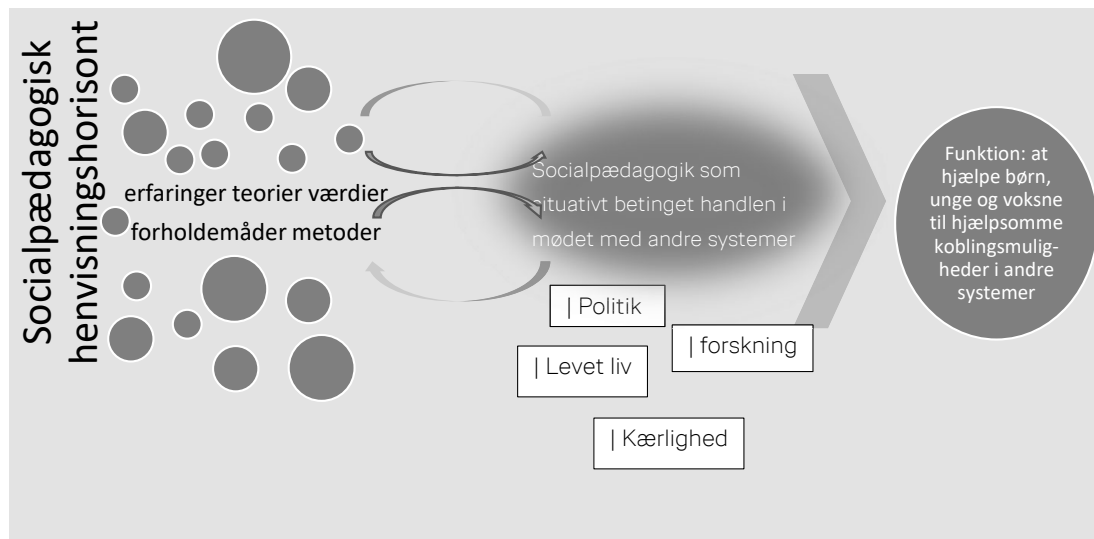 Socialpædagogisk
henvisningshorisont
erfaringer teorier værdier
forholdemåder metoder
Socialpædagogik som
situativt betinget handlen i
mødet med andre systemer
| Politik
| forskning
| Levet liv
| Kærlighed
Funktion: at
hjælpe børn,
unge og voksne
til hjælpsomme
koblingsmulig-
heder i andre
systemer